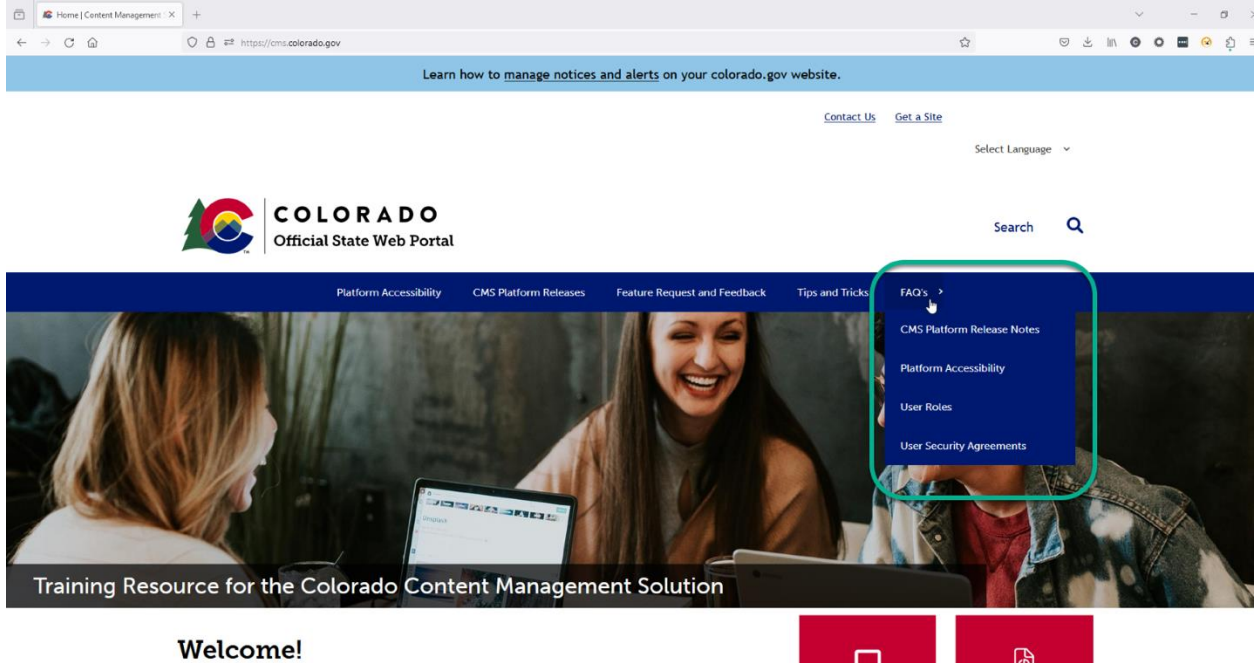 Home | Content Management S
https://cms.colorado.gov
Learn how to manage notices and alerts on your colorado.gov website.
Contact Us Get a Site
Select Language
COLORADO
Official State Web Portal
Search
Platform Accessibility CMS Platform Releases Feature Request and Feedback Tips and Tricks FAQ's
CMS Platform Release Notes
Platform Accessibility
User Roles
User Security Agreements
Unsplash
Training Resource for the Colorado Content Management Solution
Welcome!